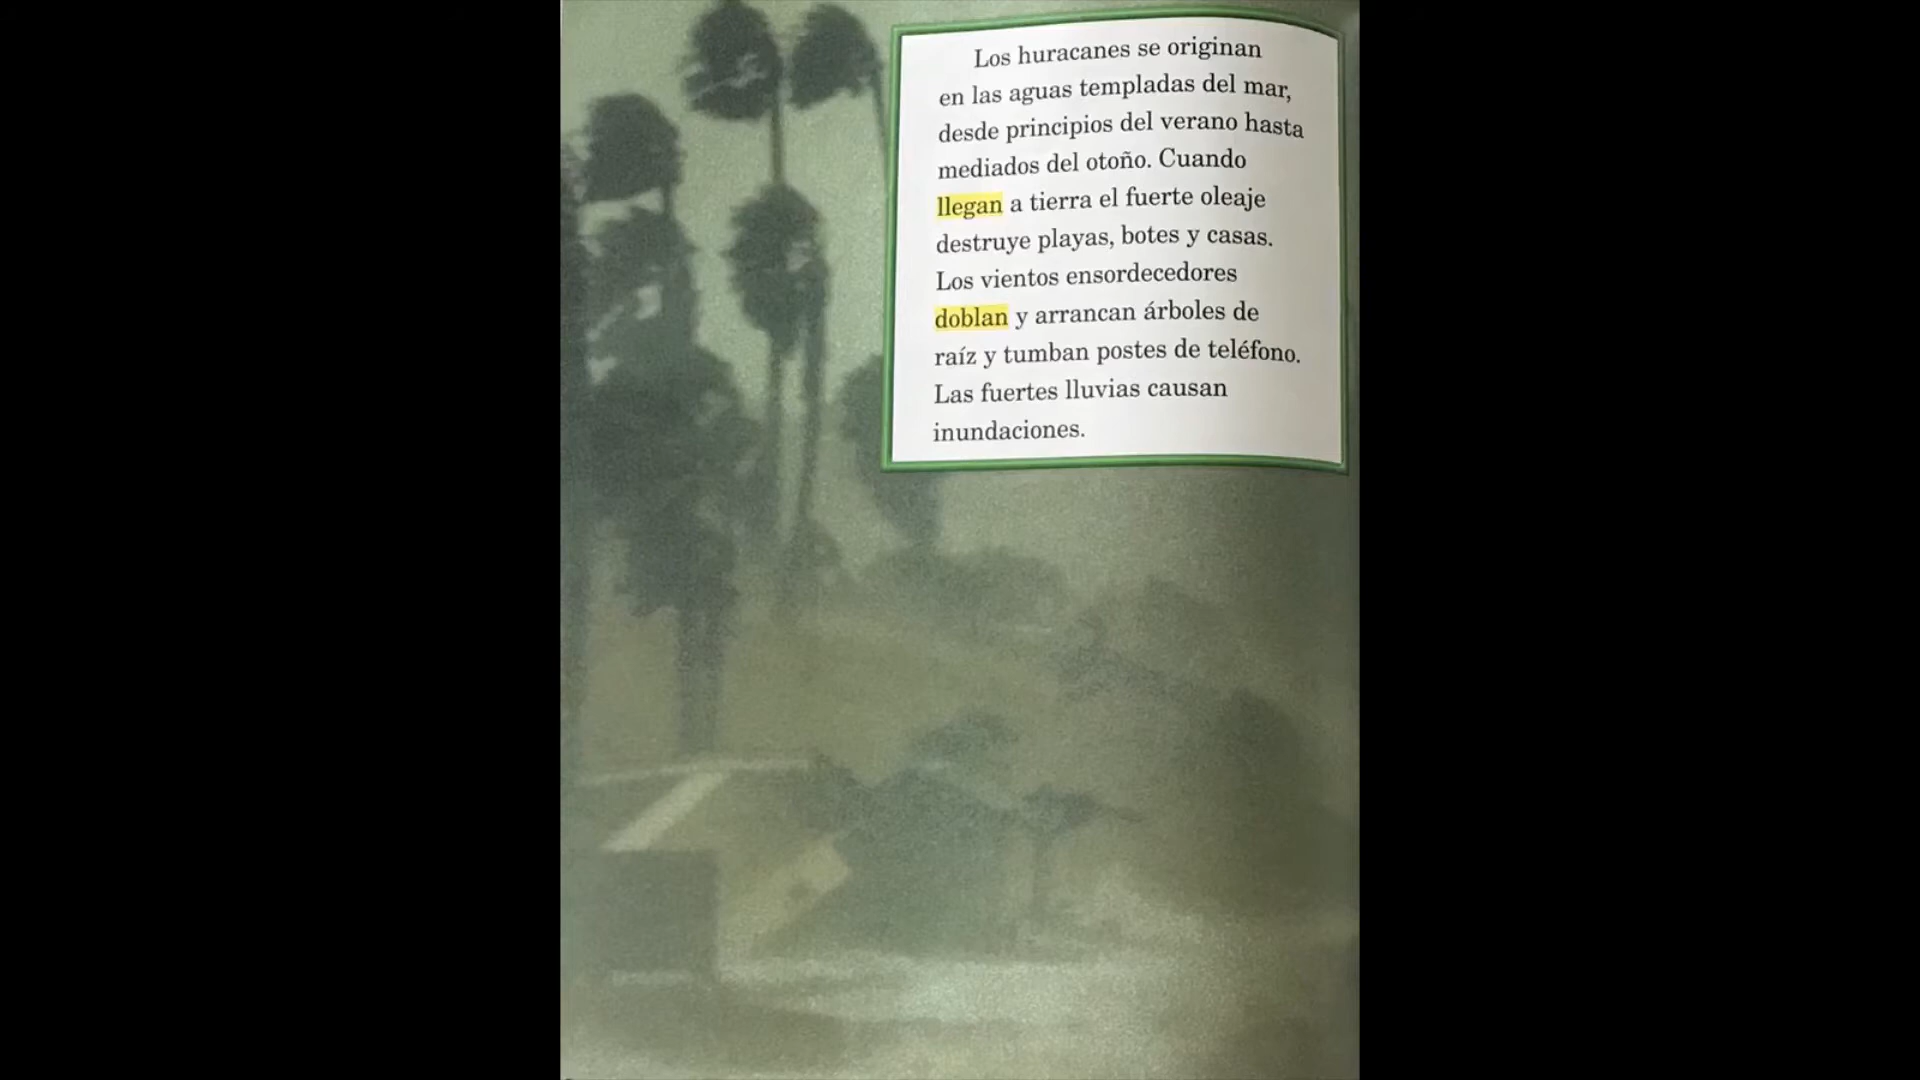 Los huracanes se originan
en las aguas templadas del mar,
desde principios del verano hasta
mediados del otoño. Cuando
llegan a tierra el fuerte oleaje
destruye playas, botes y casas.
Los vientos ensordecedores
doblan y arrancan árboles de
raíz y tumban postes de teléfono.
Las fuertes lluvias causan
inundaciones.